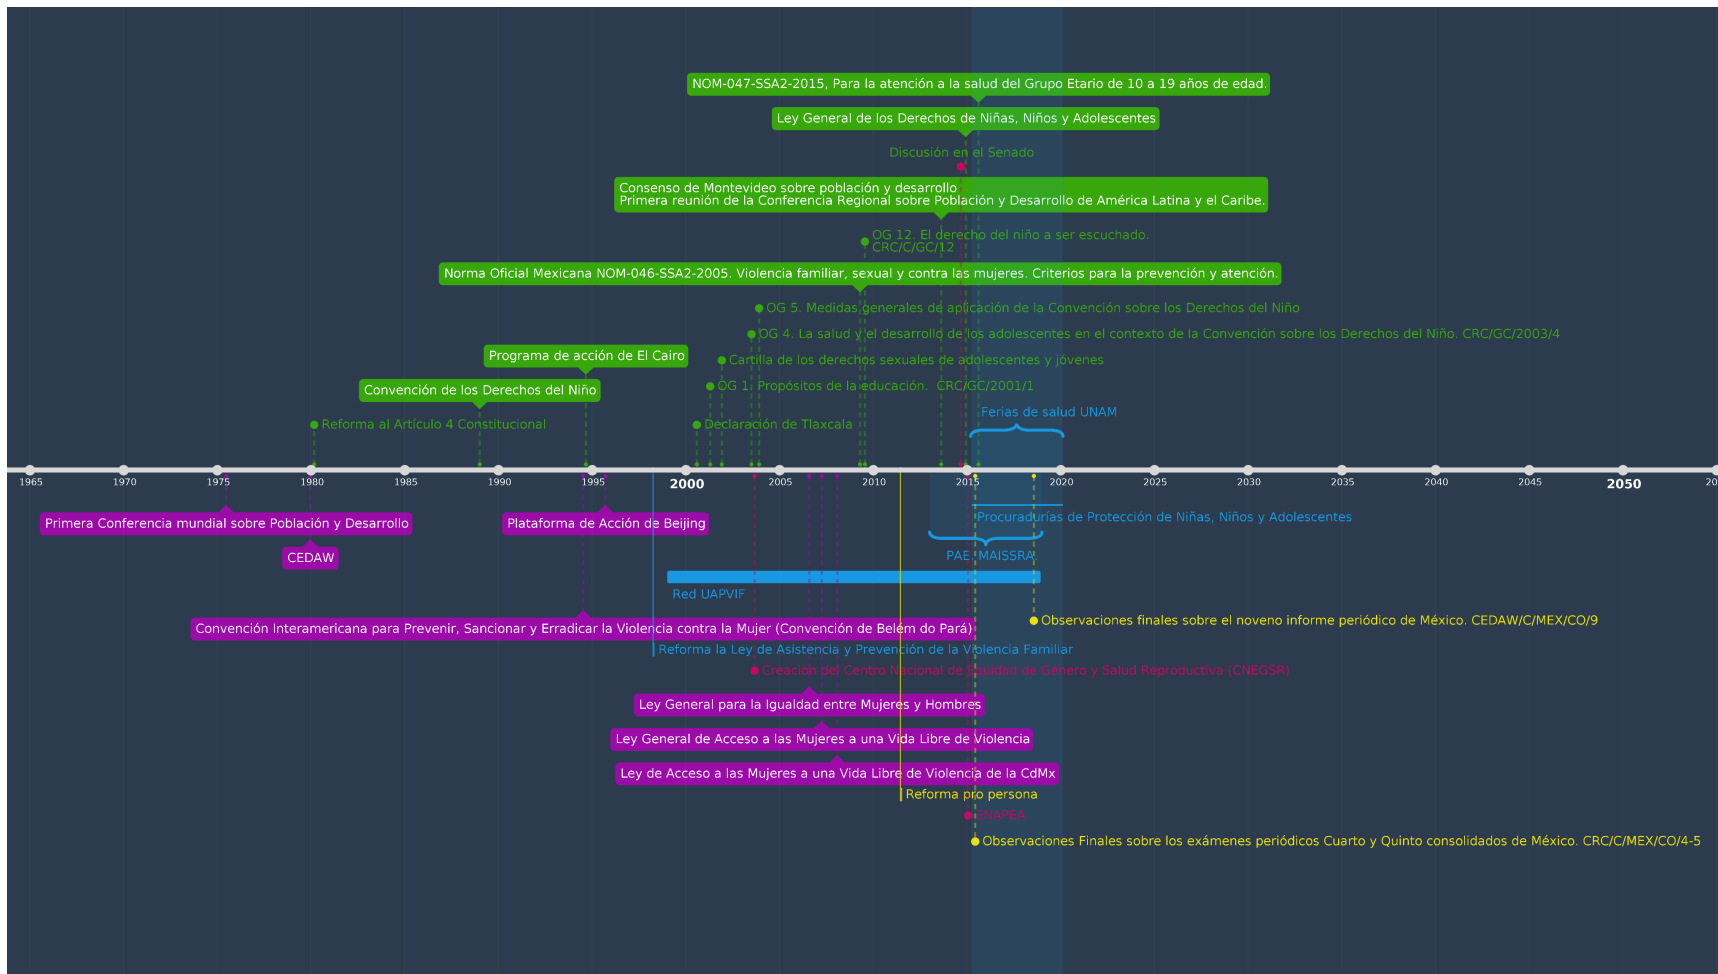 NOM-047-SSA2-2015, Para la atención a la salud del Grupo Etario de 10 a 19 años de edad.
Ley General de los Derechos de Niñas, Niños y Adolescentes
Discusión en el Senado
Consenso de Montevideo sobre población y desarrollo
Primera reunión de la Conferencia Regional sobre Población y Desarrollo de América Latina y el Caribe.
OG 12. El derecho del niño a ser escuchado.
CRC/C/GC/12
Norma Oficial Mexicana NOM-046-SSA2-2005. Violencia familiar, sexual y contra las mujeres. Criterios para la prevención y atención.
OG 5. Medidas generales de aplicación de la Convención sobre los Derechos del Niño
OG 4. La salud y el desarrollo de los adolescentes en el contexto de la Convención sobre los Derechos del Niño. CRC/GC/2003/4
Programa de acción de El Cairo
Cartilla de los derechos sexuales de adolescentes y jóvenes
Convención de los Derechos del Niño
OG 1. Propósitos de la educación. CRC/GC/2001/1
Ferias de salud UNAM
Reforma al Artículo 4 Constitucional
Declaración de Tlaxcala
1965 1970 1975 1980 1985 1990 1995 2000 2005 2010 2015 2020 2025 2030 2035 2040 2045 2050 20
Procuradurías de Protección de Niñas, Niños y Adolescentes
Primera Conferencia mundial sobre Población y Desarrollo
Plataforma de Acción de Beijing
CEDAW
PAE. MAISSRA.
Red UAPVIF
Observaciones finales sobre el noveno informe periódico de México. CEDAW/C/MEX/CO/9
Convención Interamericana para Prevenir, Sancionar y Erradicar la Violencia contra la Mujer (Convención de Belém do Pará)
Reforma la Ley de Asistencia y Prevención de la Violencia Familiar
Creación del Centro Nacional de Equidad de Género y Salud Reproductiva (CNEGSR)
Ley General para la Igualdad entre Mujeres y Hombres
Ley General de Acceso a las Mujeres a una Vida Libre de Violencia
Ley de Acceso a las Mujeres a una Vida Libre de Violencia de la CdMx
Reforma pro persona
ENAPEA
Observaciones Finales sobre los exámenes periódicos Cuarto y Quinto consolidados de México. CRC/C/MEX/CO/4-5